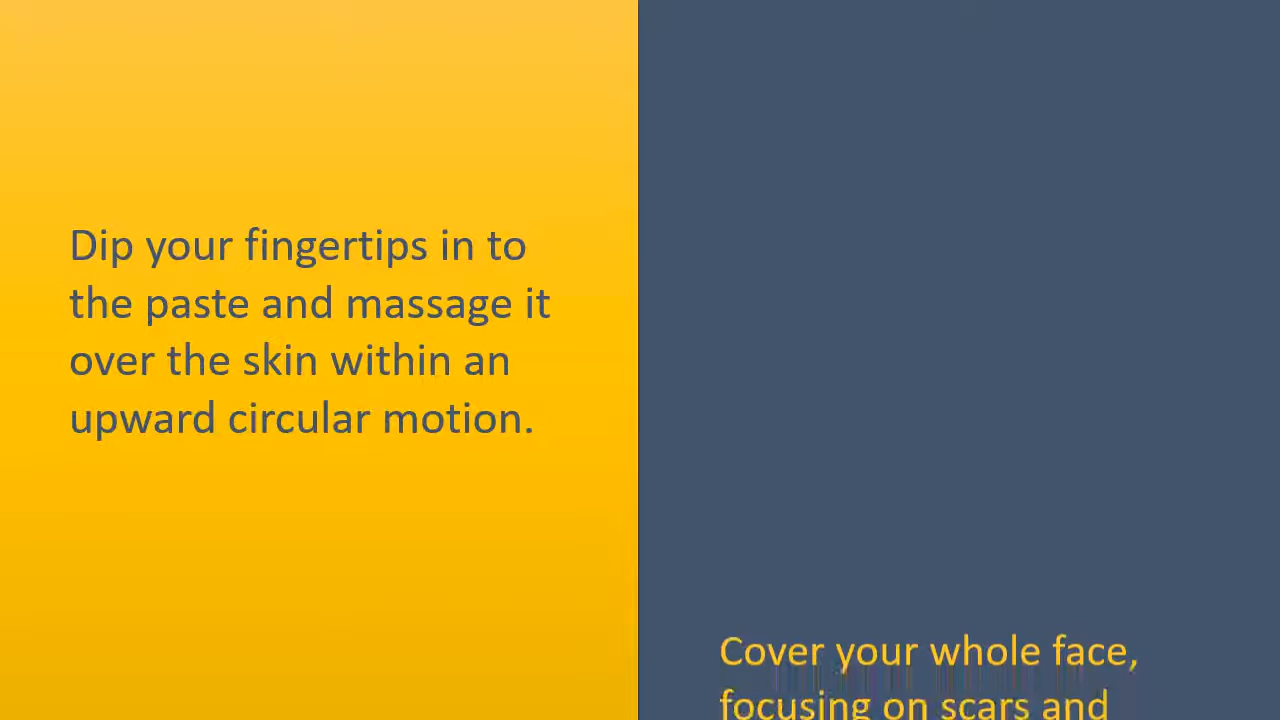 Dip your fingertips in to
the paste and massage it
over the skin within an
upward circular motion.
Cover your whole face,
focusing on scars and